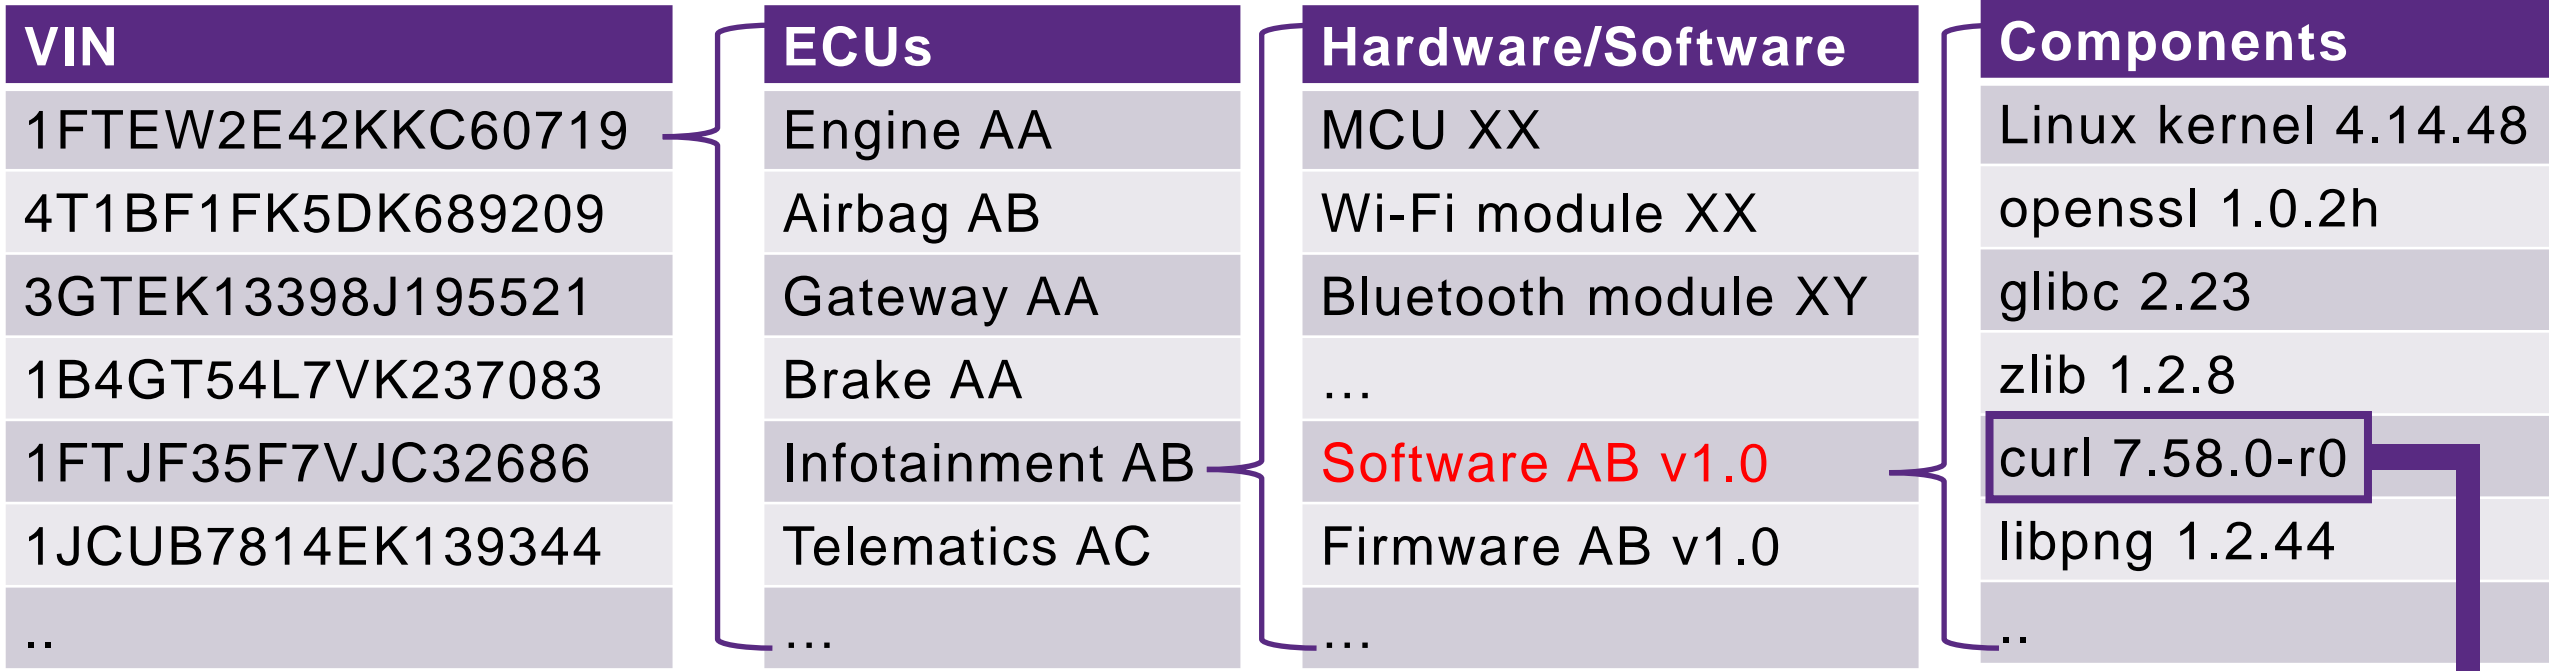 VIN
1FTEW2E42KKC60719
4T1BF1FK5DK689209
3GTEK13398J195521
1B4GT54L7VK237083
1FTJF35F7VJC32686
1JCUB7814EK139344
..
ECUs
Engine AA
Airbag AB
Gateway AA
Brake AA
Infotainment AB
Telematics AC
...
Hardware/Software
MCU XX
Wi-Fi module XX
Bluetooth module XY
...
Software AB v1.0
Firmware AB v1.0
...
Components
Linux kernel 4.14.48
openssl 1.0.2h
glibc 2.23
zlib 1.2.8
curl 7.58.0-r0
libpng 1.2.44
..